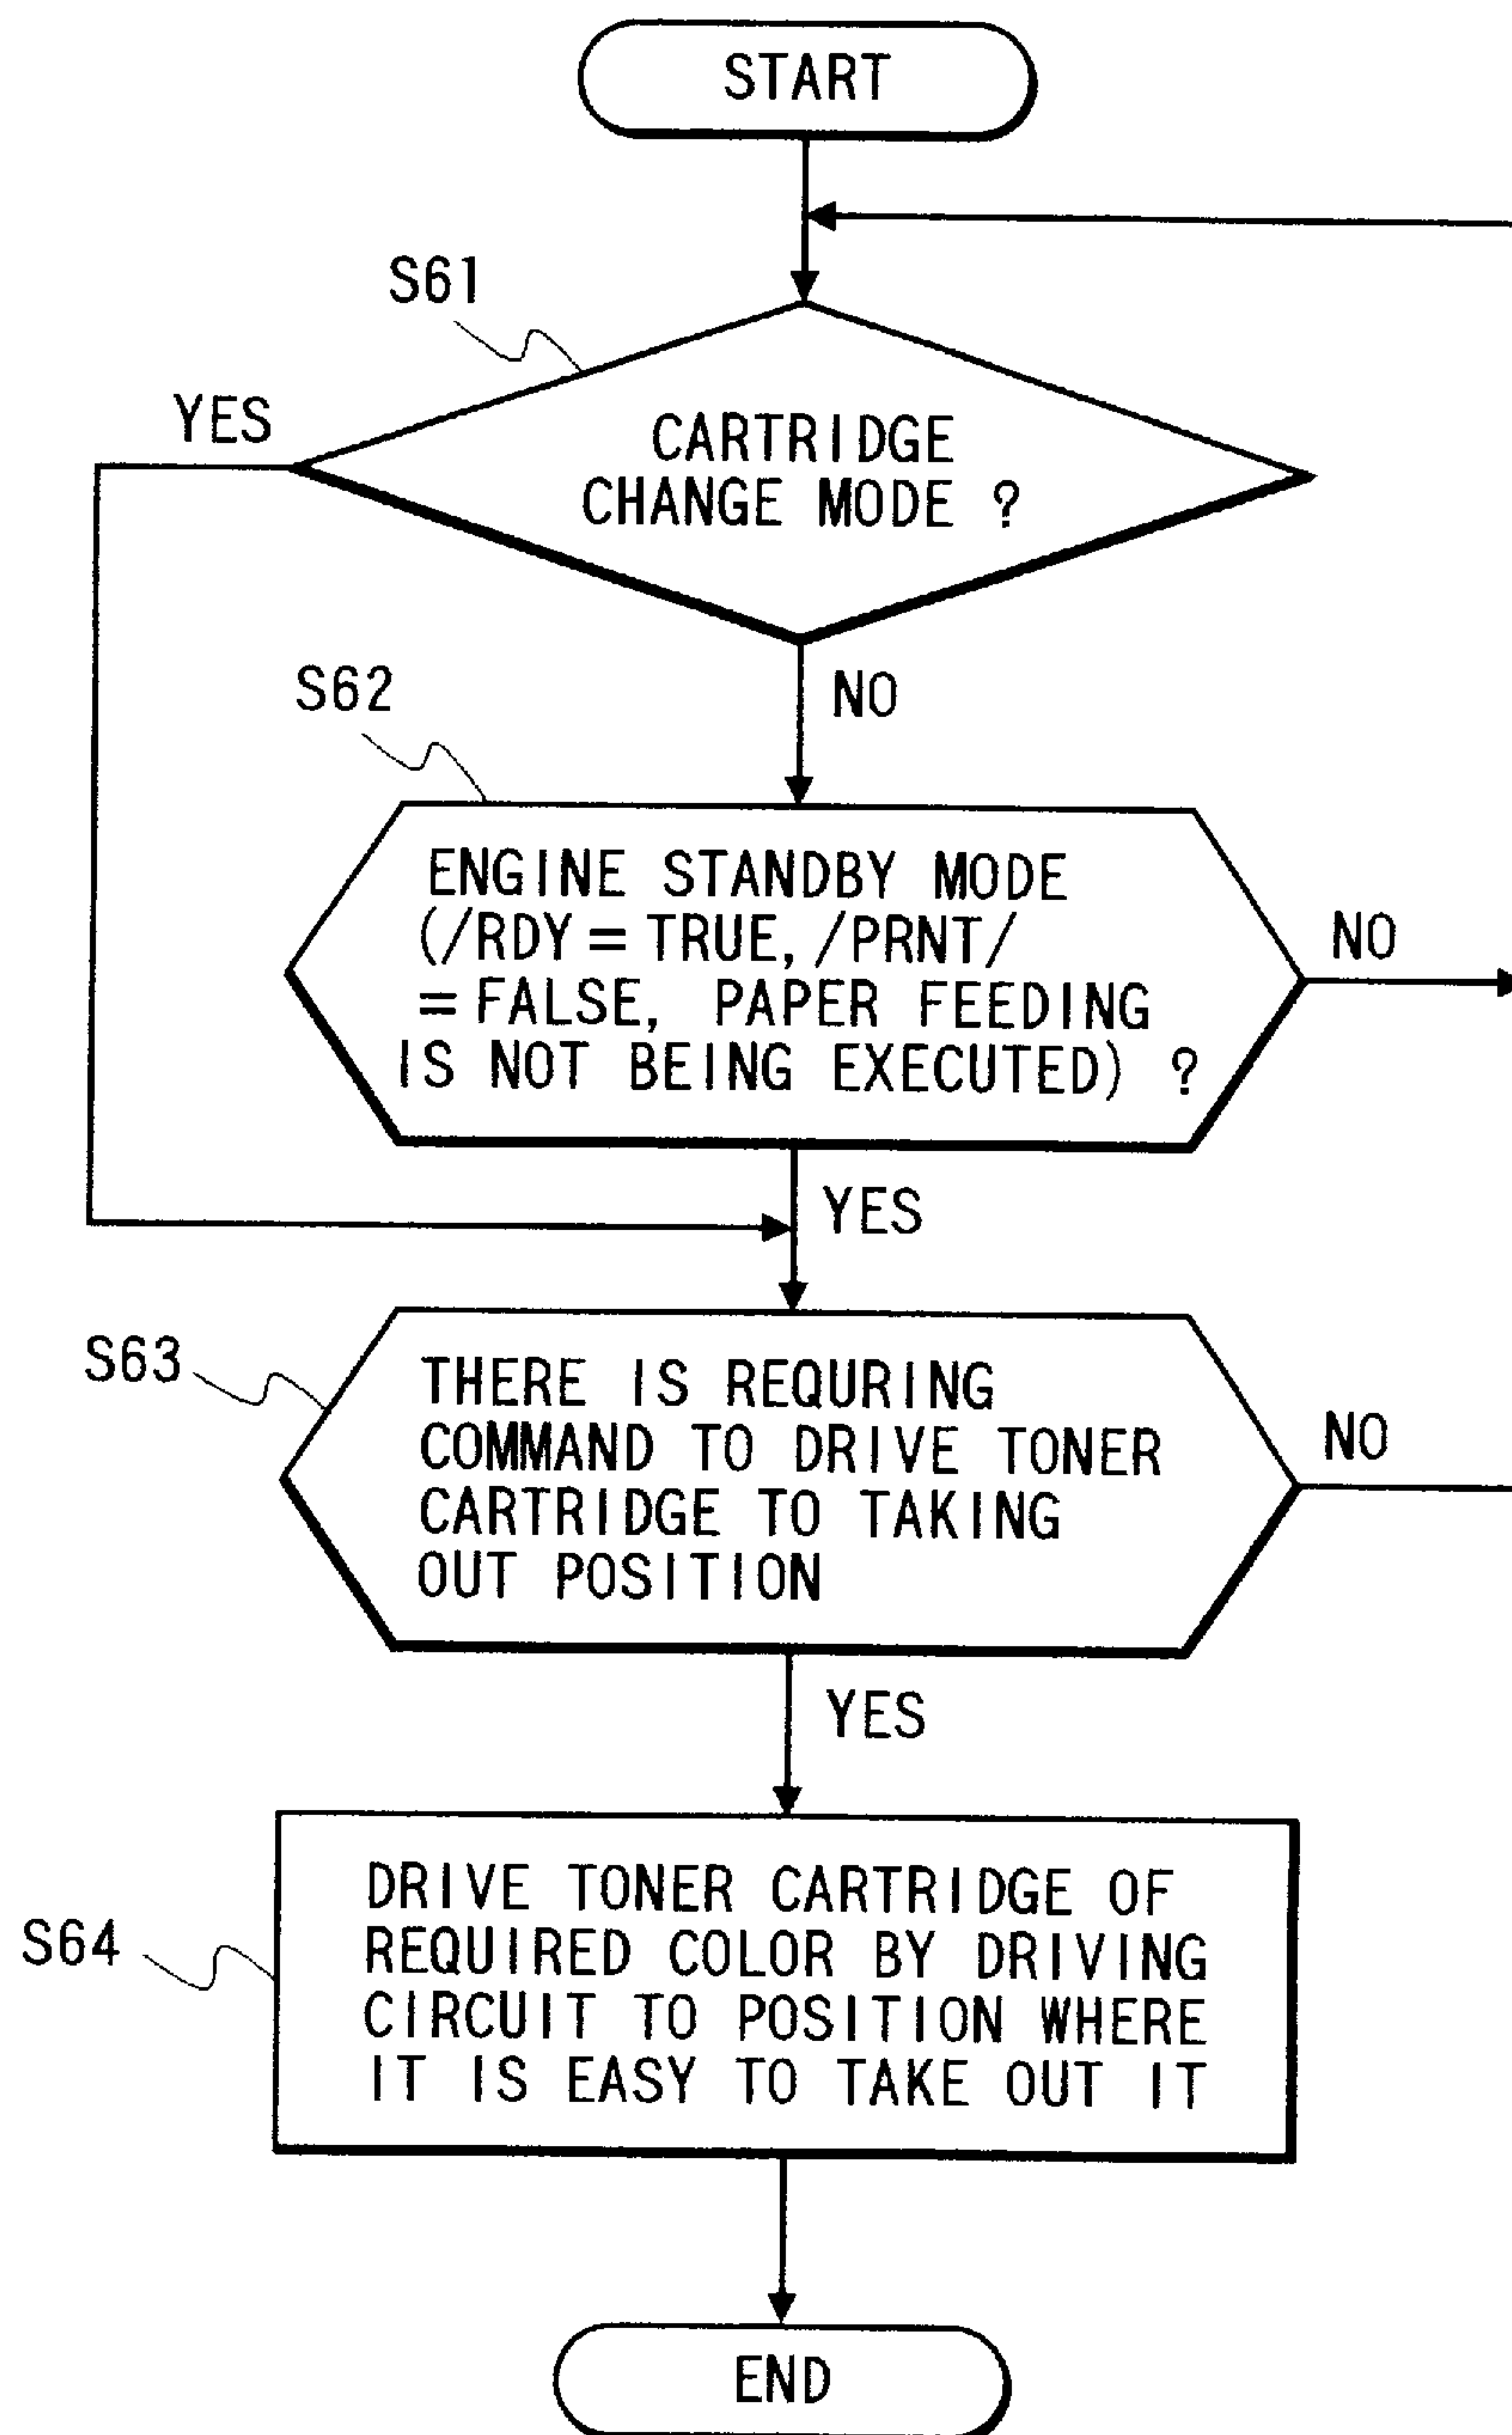 START
S61
YES
CARTRIDGE
CHANGE MODE ?
NO
S62
ENGINE STANDBY MODE
(/RDY = TRUE, /PRNT/
= FALSE, PAPER FEEDING
IS NOT BEING EXECUTED) ?
NO
YES
S63
THERE IS REQURING
COMMAND TO DRIVE TONER
CARTRIDGE TO TAKING
OUT POSITION
NO
YES
S64
DRIVE TONER CARTRIDGE OF
REQUIRED COLOR BY DRIVING
CIRCUIT TO POSITION WHERE
IT IS EASY TO TAKE OUT IT
END